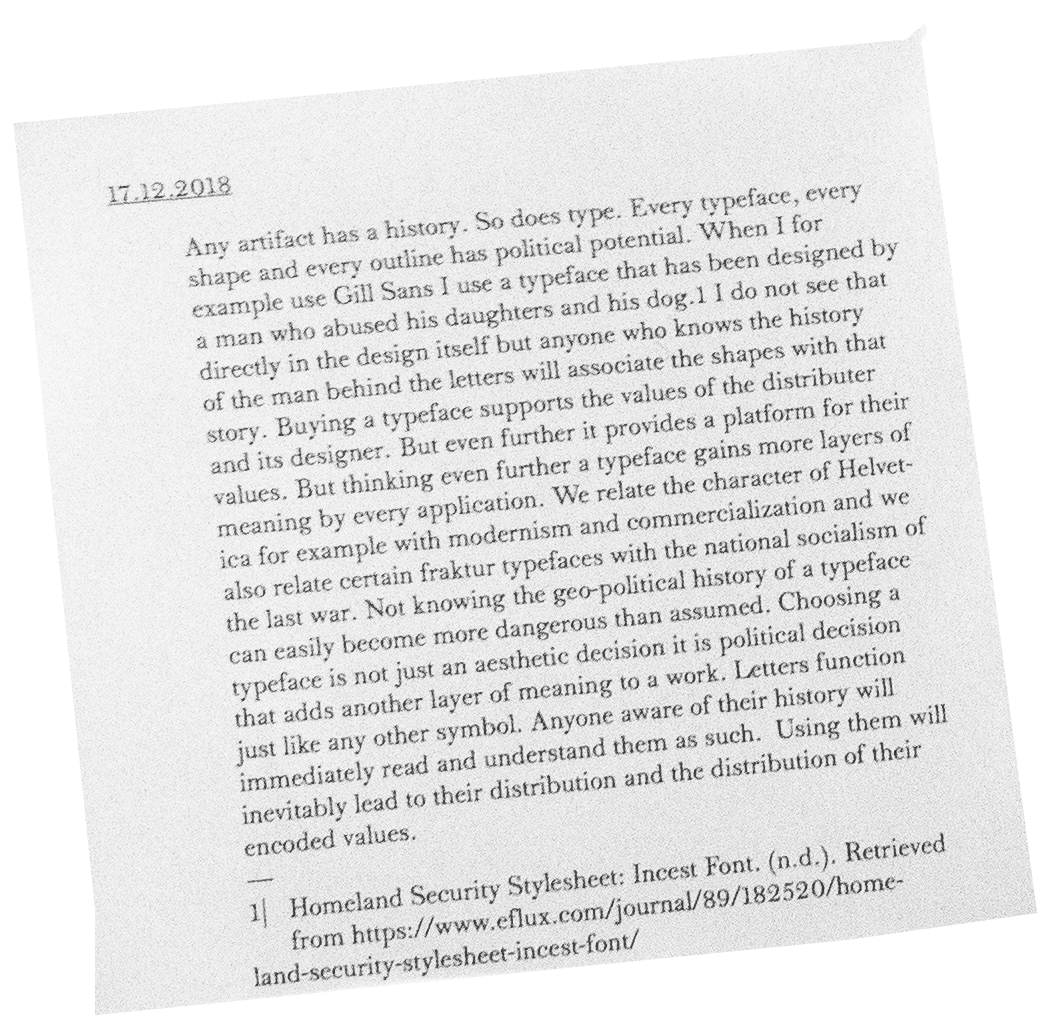 17.12.2018
Any artifact has a history. So does type. Every typeface, every
shape and every outline has political potential. When I for
example use Gill Sans I use a typeface that has been designed by
a man who abused his daughters and his dog.1 I do not see that
directly in the design itself but anyone who knows the history
of the man behind the letters will associate the shapes with that
story. Buying a typeface supports the values of the distributer
and its designer. But even further it provides a platform for their
values. But thinking even further a typeface gains more layers of
meaning by every application. We relate the character of Helvet-
ica for example with modernism and commercialization and we
also relate certain fraktur typefaces with the national socialism of
the last war. Not knowing the geo-political history of a typeface
can easily become more dangerous than assumed. Choosing a
typeface is not just an aesthetic decision it is political decision
that adds another layer of meaning to a work. Letters function
just like any other symbol. Anyone aware of their history will
immediately read and understand them as such.  Using them will
inevitably lead to their distribution and the distribution of their
encoded values.
—
1| Homeland Security Stylesheet: Incest Font. (n.d.). Retrieved
from https://www.eflux.com/journal/89/182520/home-
land-security-stylesheet-incest-font/